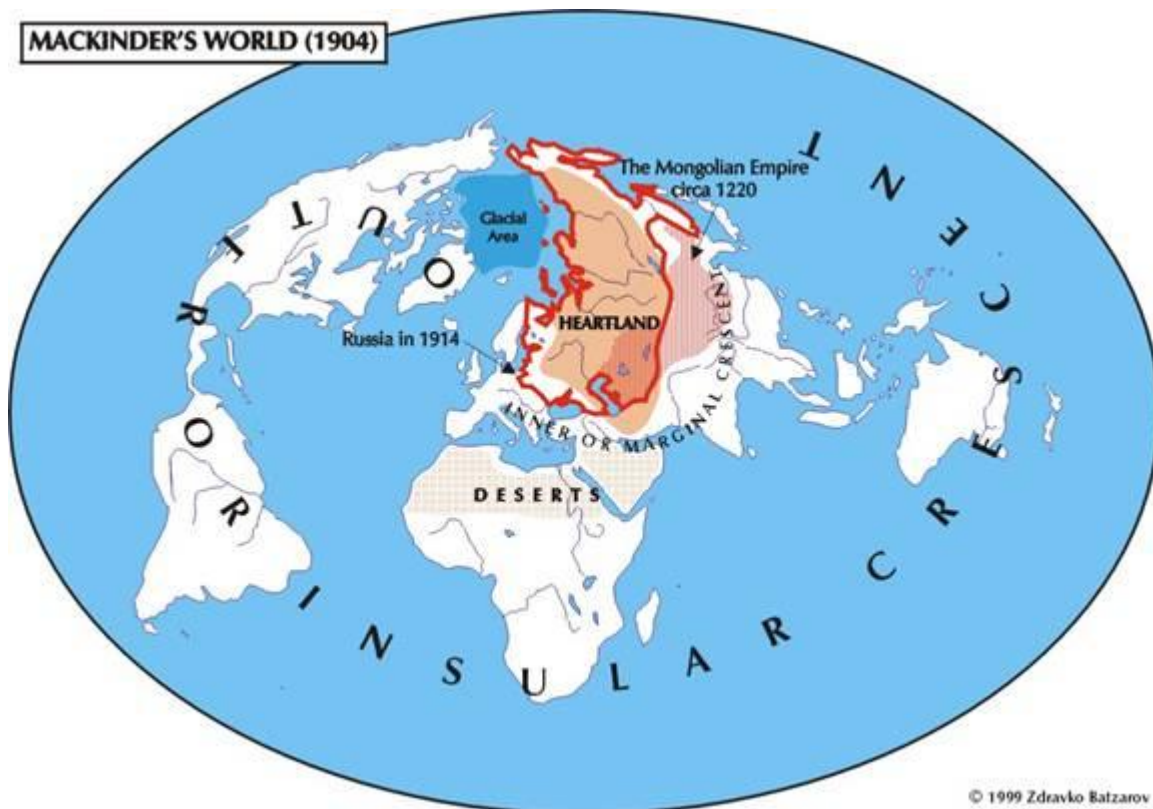 MACKINDER'S WORLD (1904)
The Mongolian Empire
circa 1220
Glacial
Area
HEARTLAND
Russia in 1914
INNER OR MARGINAL CRESCENT
DESERTS
OUTER OR INSULAR CRESCENT
© 1999 Zdravko Batzarov